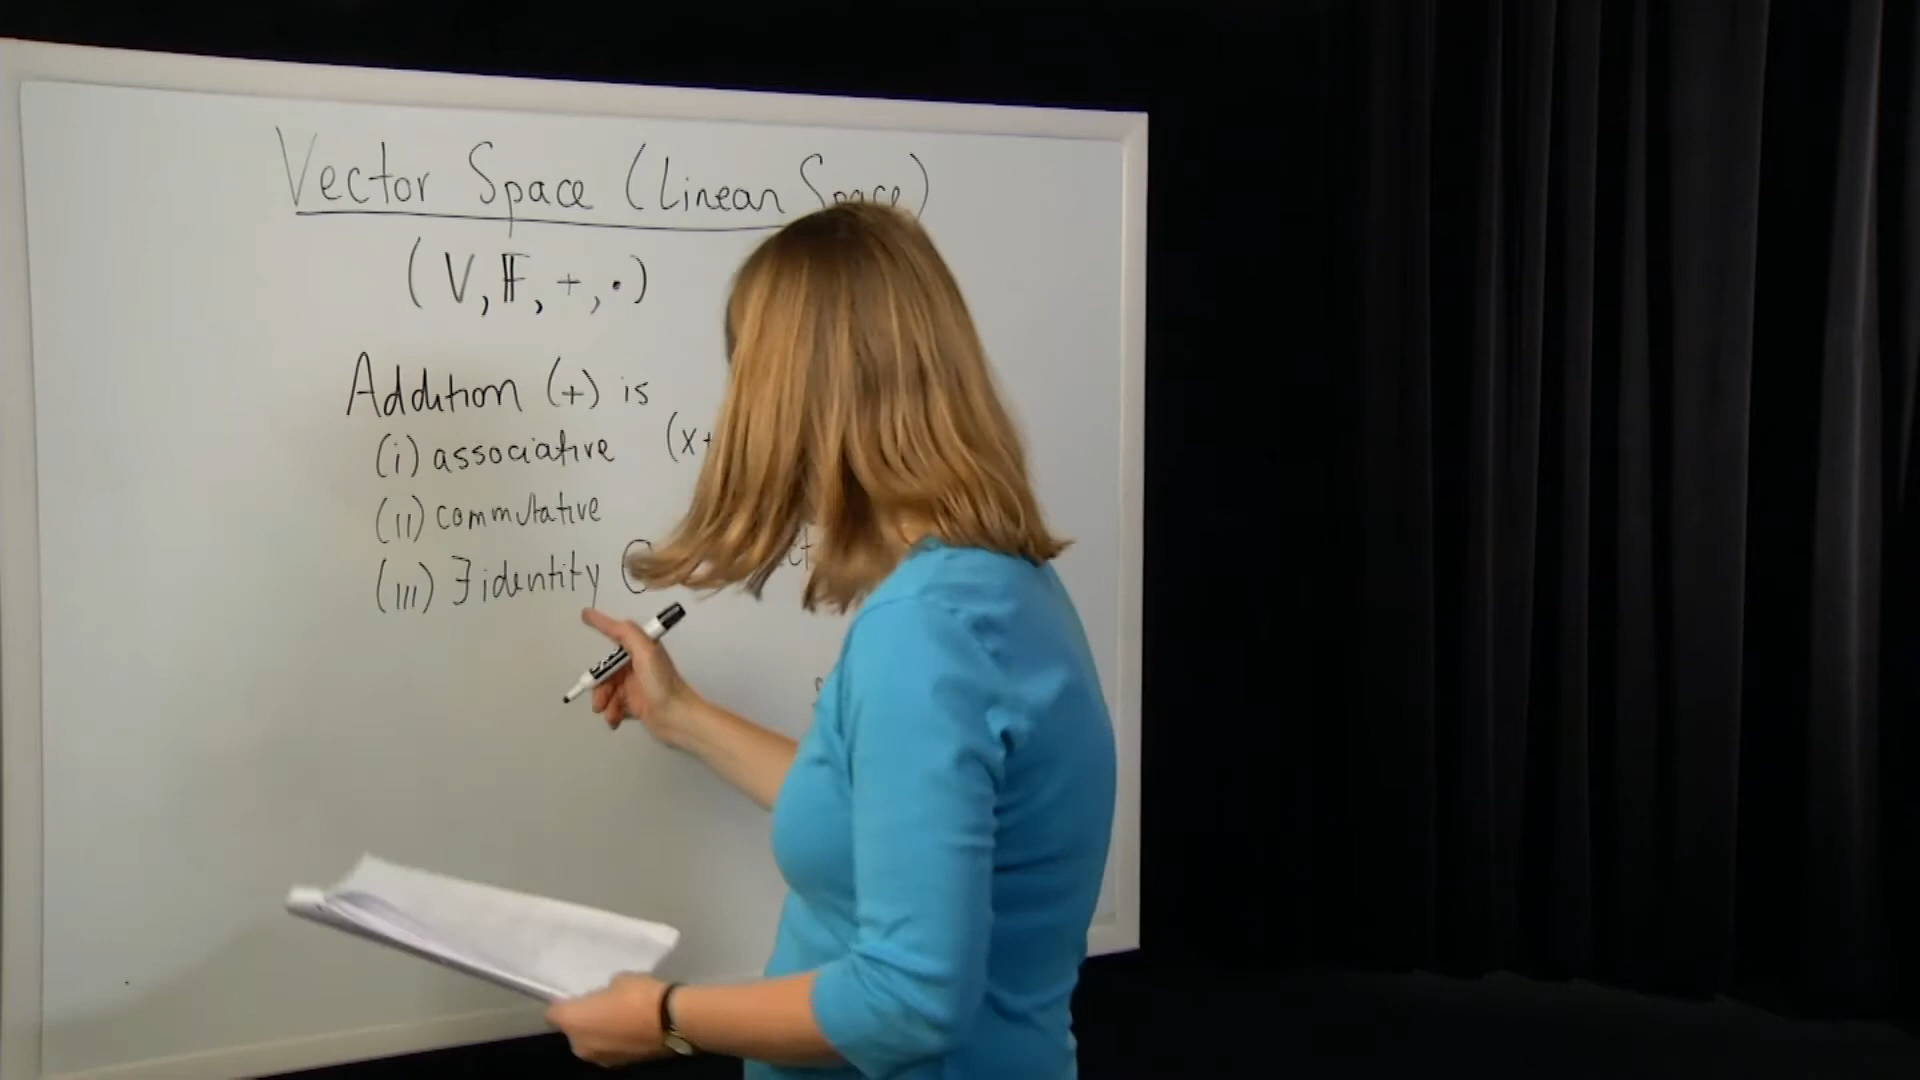 Vector Space (Linear Space)
(V, 𝔽, +, •)
Addition (+) is
(i) associative (x+
(ii) commutative
(iii) ∃ identity